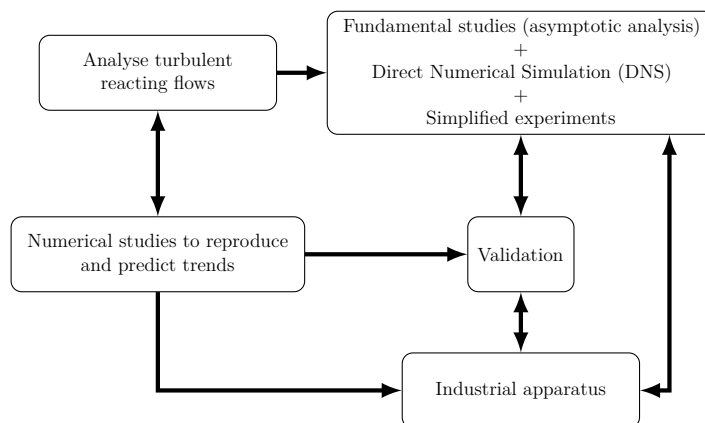 Analyse turbulent
reacting flows
Fundamental studies (asymptotic analysis)
+
Direct Numerical Simulation (DNS)
+
Simplified experiments
Numerical studies to reproduce
and predict trends
Validation
Industrial apparatus